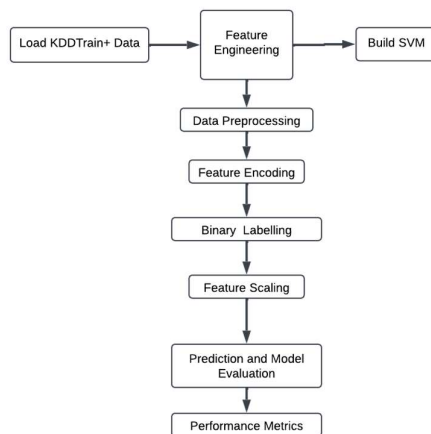 Load KDDTrain+ Data
Feature
Engineering
Build SVM
Data Preprocessing
Feature Encoding
Binary Labelling
Feature Scaling
Prediction and Model
Evaluation
Performance Metrics